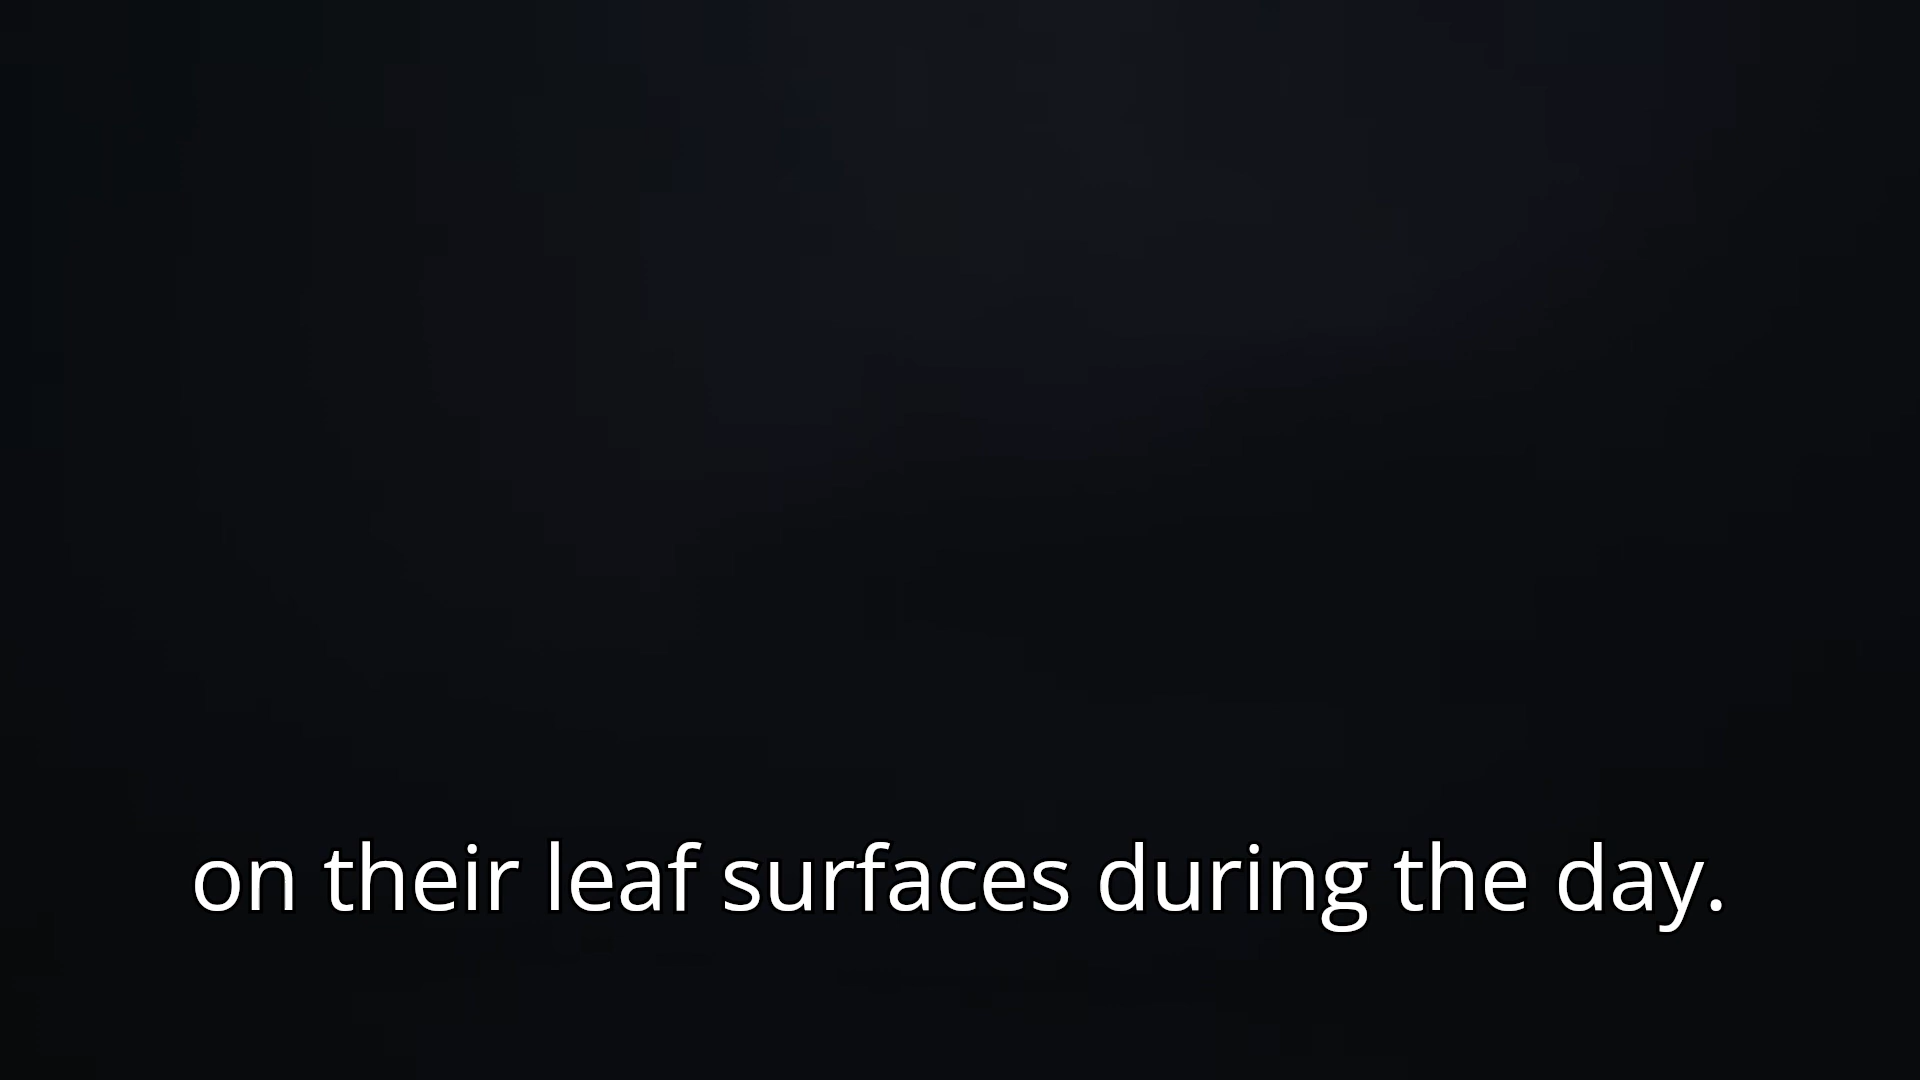 on their leaf surfaces during the day.